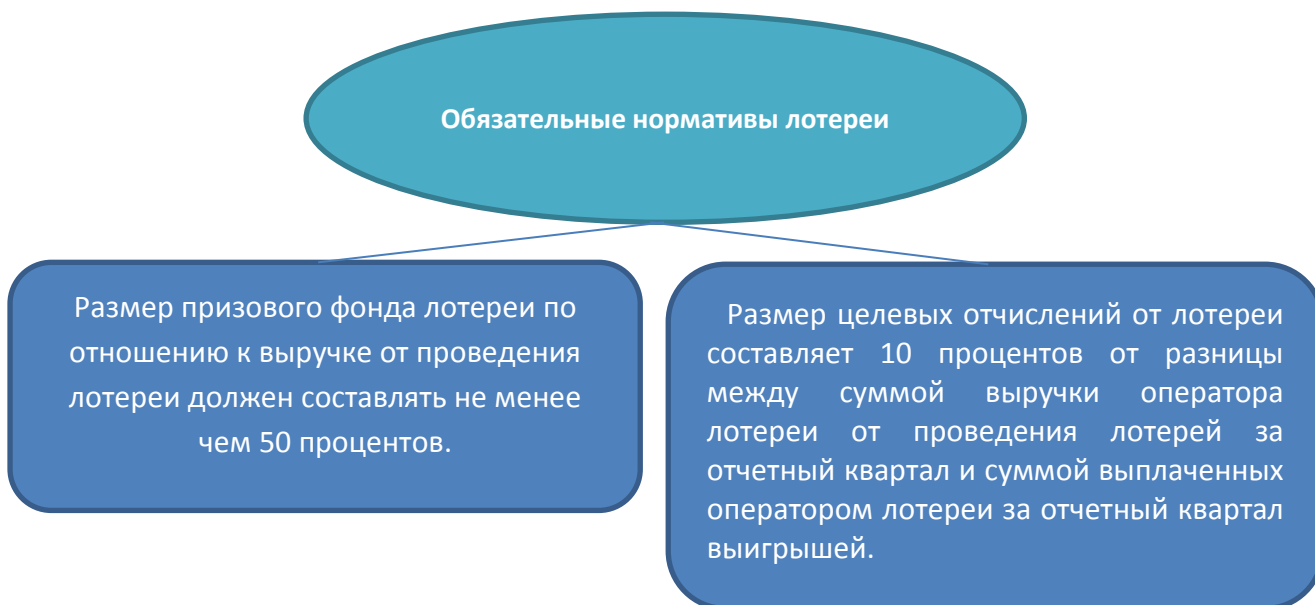 Обязательные нормативы лотереи
Размер призового фонда лотереи по
отношению к выручке от проведения
лотереи должен составлять не менее
чем 50 процентов.
Размер целевых отчислений от лотереи
составляет 10 процентов от разницы
между суммой выручки оператора
лотереи от проведения лотерей за
отчетный квартал и суммой выплаченных
оператором лотереи за отчетный квартал
выигрышей.